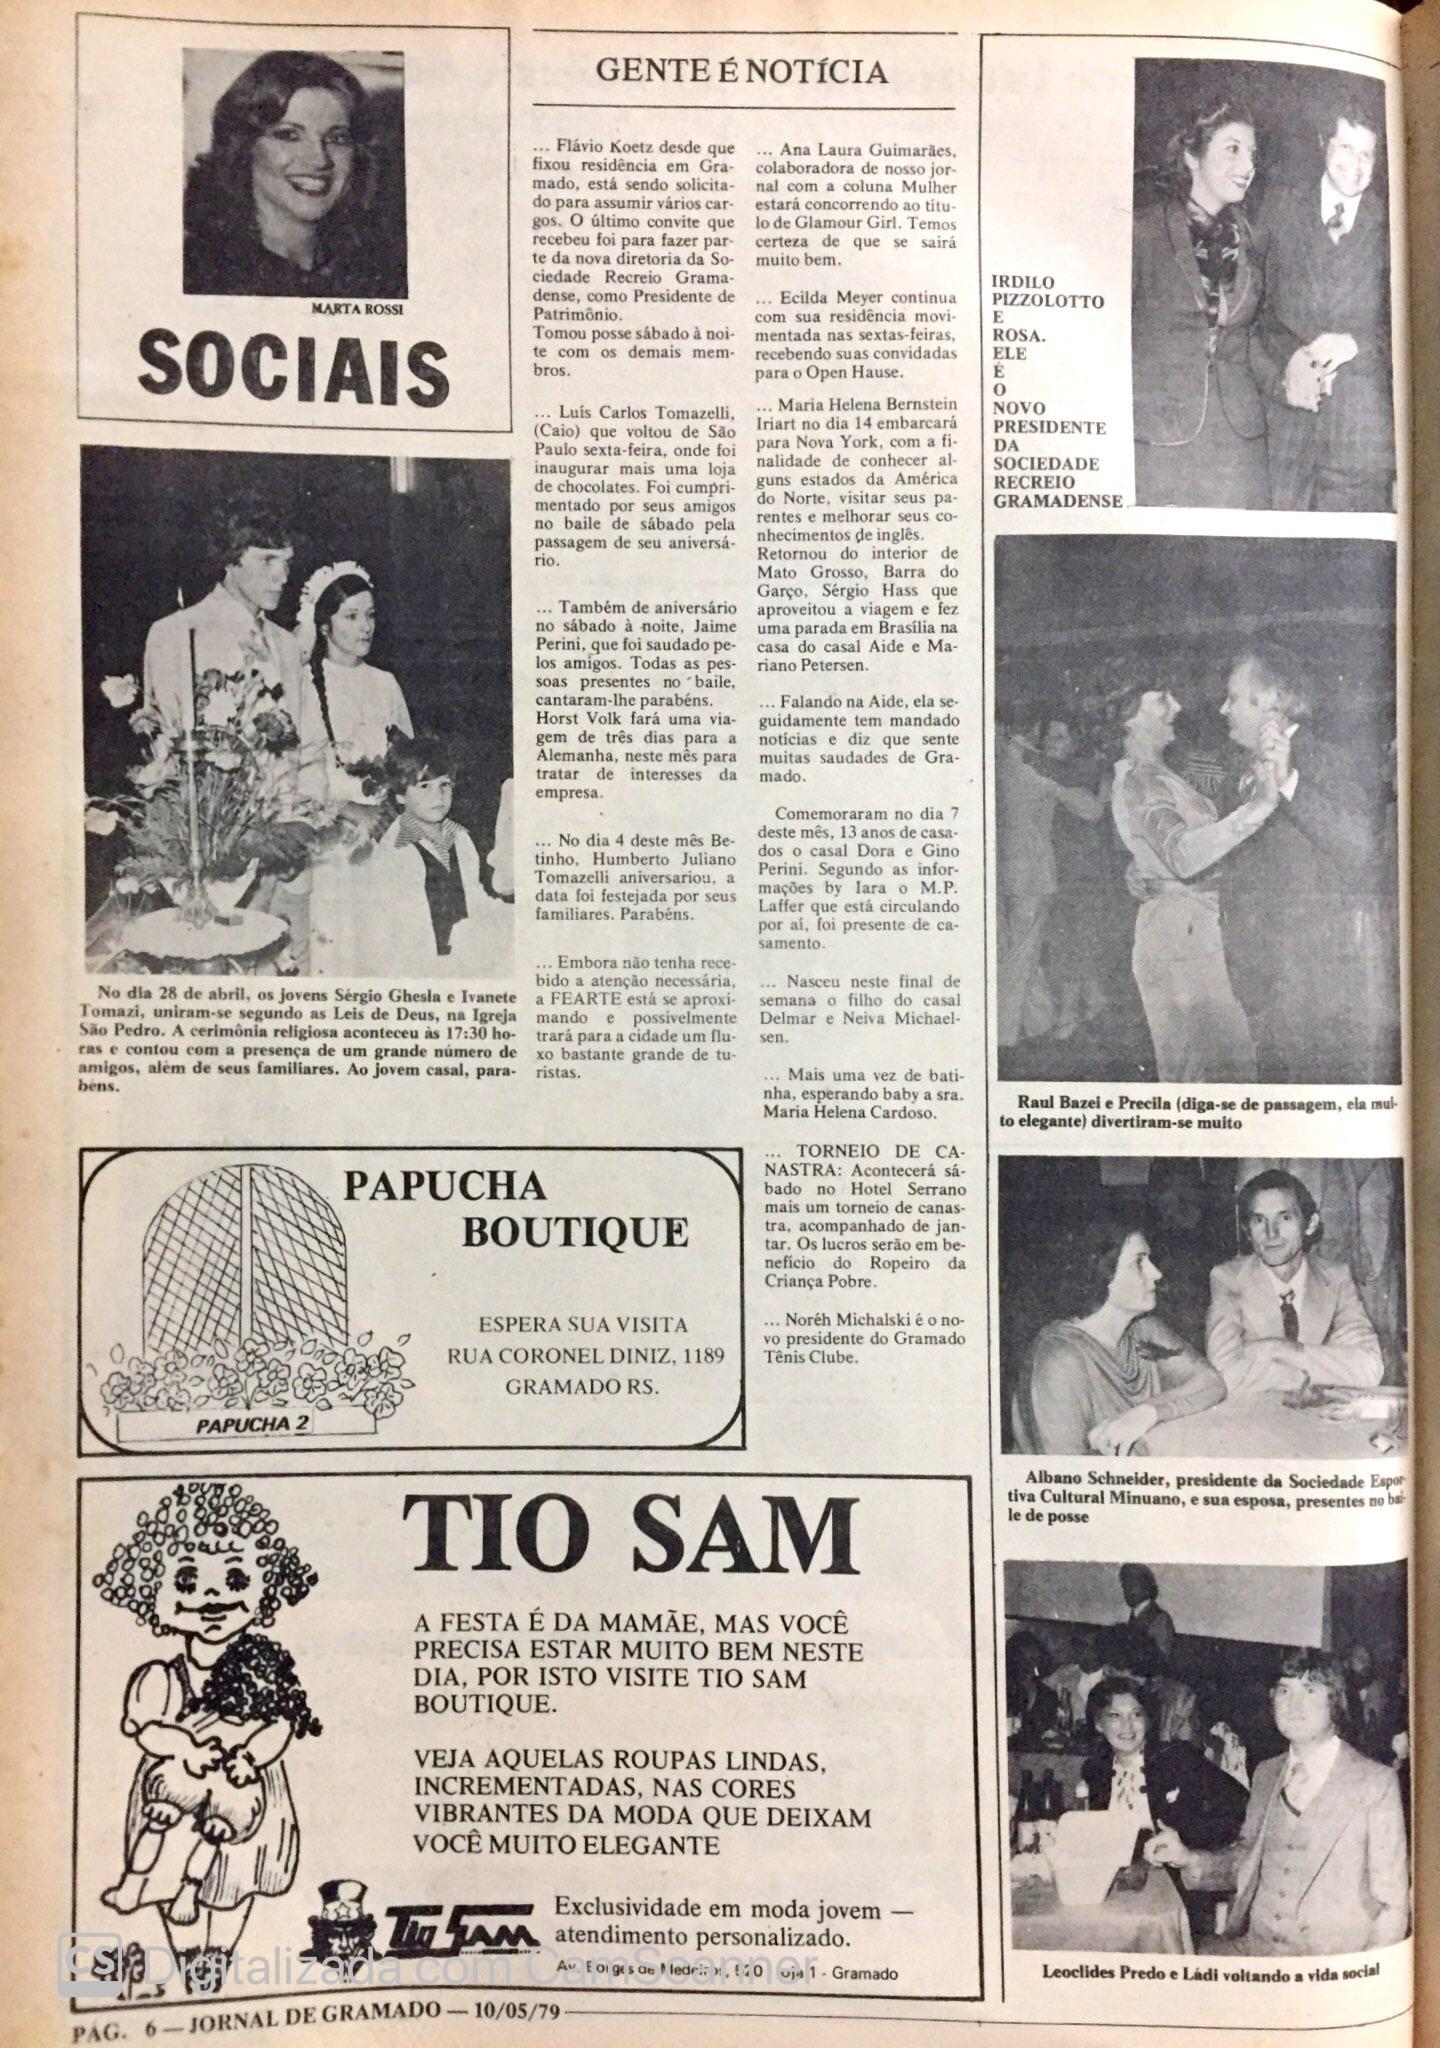 MARTA ROSSI
SOCIAIS
No dia 28 de abril, os jovens Sérgio Ghesla e Ivanete
Tomazi, uniram-se segundo as Leis de Deus, na Igreja
São Pedro. A cerimônia religiosa aconteceu às 17:30 ho-
ras e contou com a presença de um grande número de
amigos, além de seus familiares. Ao jovem casal, para-
béns.
GENTE É NOTÍCIA
... Flávio Koetz desde que
fixou residência em Gra-
mado, está sendo solicita-
do para assumir vários car-
gos. O último convite que
recebeu foi para fazer par-
te da nova diretoria da So-
ciedade Recreio Grama-
dense, como Presidente de
Patrimônio.
Tomou posse sábado à noi-
te com os demais mem-
bros.
... Luís Carlos Tomazelli,
(Caio) que voltou de São
Paulo sexta-feira, onde foi
inaugurar mais uma loja
de chocolates. Foi cumpri-
mentado por seus amigos
no baile de sábado pela
passagem de seu aniversá-
rio.
... Também de aniversário
no sábado à noite, Jaime
Perini, que foi saudado pe-
los amigos. Todas as pes-
soas presentes no baile,
cantaram-lhe parabéns.
Horst Volk fará uma via-
gem de três dias para a
Alemanha, neste mês para
tratar de interesses da
empresa.
... No dia 4 deste mês Be-
tinho, Humberto Juliano
Tomazelli aniversariou, a
data foi festejada por seus
familiares. Parabéns.
... Embora não tenha rece-
bido a atenção necessária,
a FEARTE está se aproxi-
mando e possivelmente
trará para a cidade um flu-
xo bastante grande de tu-
ristas.
... Ana Laura Guimarães,
colaboradora de nosso jor-
nal com a coluna Mulher
estará concorrendo ao títu-
lo de Glamour Girl. Temos
certeza de que se sairá
muito bem.
... Ecilda Meyer continua
com sua residência movi-
mentada nas sextas-feiras,
recebendo suas convidadas
para o Open Hause.
... Maria Helena Bernstein
Iriart no dia 14 embarcará
para Nova York, com a fi-
nalidade de conhecer al-
guns estados da América
do Norte, visitar seus pa-
rentes e melhorar seus co-
nhecimentos de inglês.
Retornou do interior de
Mato Grosso, Barra do
Garço, Sérgio Hass que
aproveitou a viagem e fez
uma parada em Brasília na
casa do casal Aide e Ma-
riano Petersen.
... Falando na Aide, ela se-
guidamente tem mandado
notícias e diz que sente
muitas saudades de Gra-
mado.
Comemoraram no dia 7
deste mês, 13 anos de casa-
dos o casal Dora e Gino
Perini. Segundo as infor-
mações by Iara o M.P.
Laffer que está circulando
por aí, foi presente de ca-
samento.
... Nasceu neste final de
semana o filho do casal
Delmar e Neiva Michael-
sen.
... Mais uma vez de bati-
nha, esperando baby a sra.
Maria Helena Cardoso.
... TORNEIO DE CA-
NASTRA: Acontecerá sá-
bado no Hotel Serrano
mais um torneio de canas-
tra, acompanhado de jan-
tar. Os lucros serão em be-
nefício do Ropeiro da
Criança Pobre.
... Noréh Michalski é o no-
vo presidente do Gramado
Tênis Clube.
IRDILO
PIZZOLOTTO
E
ROSA.
ELE
É
O
NOVO
PRESIDENTE
DA
SOCIEDADE
RECREIO
GRAMADENSE
Raul Bazei e Precila (diga-se de passagem, ela mui-
to elegante) divertiram-se muito
Albano Schneider, presidente da Sociedade Espor-
tiva Cultural Minuano, e sua esposa, presentes no bai-
le de posse
Leoclides Predo e Ládi voltando a vida social
PAPUCHA
BOUTIQUE
ESPERA SUA VISITA
RUA CORONEL DINIZ, 1189
GRAMADO RS.
PAPUCHA 2
TIO SAM
A FESTA É DA MAMÃE, MAS VOCÊ
PRECISA ESTAR MUITO BEM NESTE
DIA, POR ISTO VISITE TIO SAM
BOUTIQUE.
VEJA AQUELAS ROUPAS LINDAS,
INCREMENTADAS, NAS CORES
VIBRANTES DA MODA QUE DEIXAM
VOCÊ MUITO ELEGANTE
TIO SAM
Exclusividade em moda jovem —
atendimento personalizado.
Av. Borges de Medeiros, 520 loja 1 - Gramado
CS Digitalizada com CamScanner
PÁG. 6 — JORNAL DE GRAMADO — 10/05/79